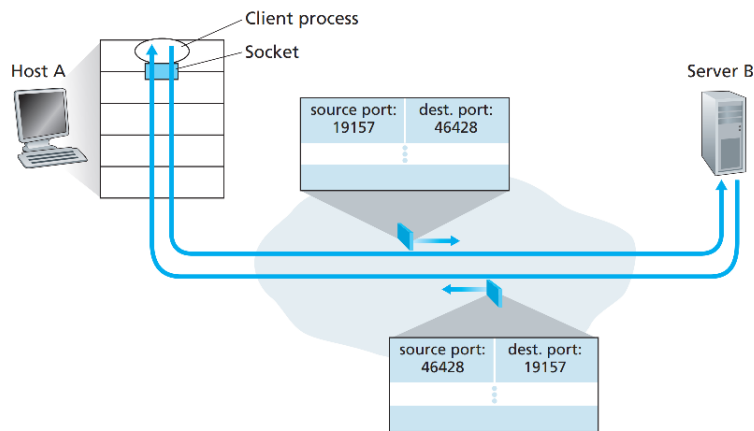 Client process
Socket
Host A
Server B
source port:
19157
dest. port:
46428
source port:
46428
dest. port:
19157